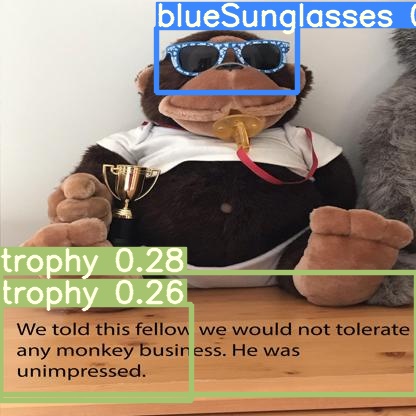 blueSunglasses 0
trophy 0.28
trophy 0.26
We told this fellow we would not tolerate
any monkey business. He was
unimpressed.